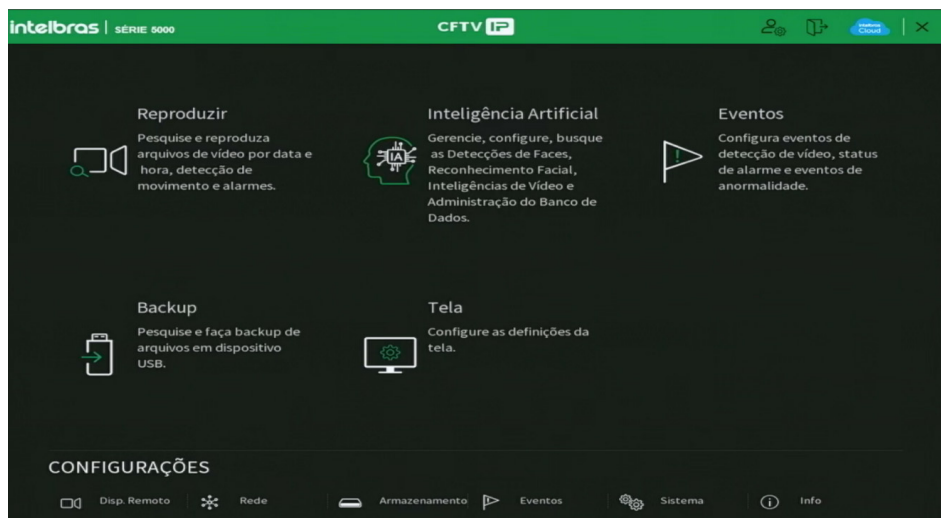 intelbras | SÉRIE 5000
CFTV IP
Intelbras
Cloud
Reproduzir
Pesquise e reproduza
arquivos de vídeo por data e
hora, detecção de
movimento e alarmes.
IA
Inteligência Artificial
Gerencie, configure, busque
as Detecções de Faces,
Reconhecimento Facial,
Inteligências de Vídeo e
Administração do Banco de
Dados.
Eventos
Configura eventos de
detecção de vídeo, status
de alarme e eventos de
anormalidade.
Backup
Pesquise e faça backup de
arquivos em dispositivo
USB.
Tela
Configure as definições da
tela.
CONFIGURAÇÕES
Disp. Remoto
Rede
Armazenamento
Eventos
Sistema
Info